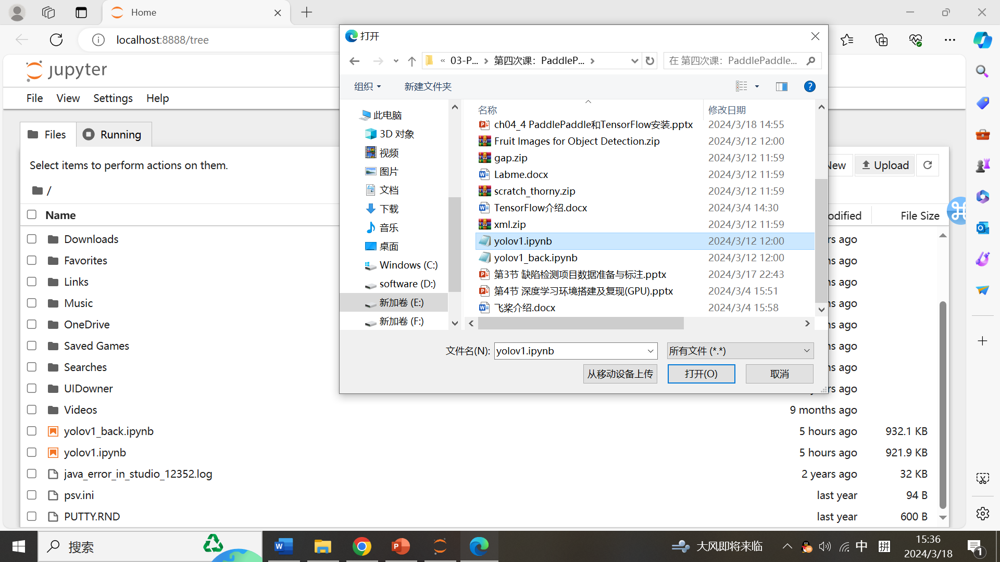 Home
localhost:8888/tree
jupyter
File View Settings Help
Files Running
Select items to perform actions on them.
New Upload
/
Name odified File Size
Downloads rs ago
Favorites hs ago
Links hs ago
Music hs ago
OneDrive hs ago
Saved Games hs ago
Searches hs ago
UIDowner rs ago
Videos 9 months ago
yolov1_back.ipynb 5 hours ago 932.1 KB
yolov1.ipynb 5 hours ago 921.9 KB
java_error_in_studio_12352.log 2 years ago 32 KB
psv.ini last year 94 B
PUTTY.RND last year 600 B
打开
« 03-P... › 第四次课：PaddleP... ›
在 第四次课：PaddlePaddle...
组织 新建文件夹
此电脑
3D 对象
视频
图片
文档
下载
音乐
桌面
Windows (C:)
software (D:)
新加卷 (E:)
新加卷 (F:)
名称 修改日期
ch04_4 PaddlePaddle和TensorFlow安装.pptx 2024/3/18 14:55
Fruit Images for Object Detection.zip 2024/3/12 12:00
gap.zip 2024/3/12 11:59
Labme.docx 2024/3/12 11:59
scratch_thorny.zip 2024/3/12 11:59
TensorFlow介绍.docx 2024/3/4 14:30
xml.zip 2024/3/12 11:59
yolov1.ipynb 2024/3/12 12:00
yolov1_back.ipynb 2024/3/12 12:00
第3节 缺陷检测项目数据准备与标注.pptx 2024/3/17 22:43
第4节 深度学习环境搭建及复现(GPU).pptx 2024/3/4 15:51
飞桨介绍.docx 2024/3/4 15:58
文件名(N): yolov1.ipynb 所有文件 (*.*)
从移动设备上传 打开(O) 取消
搜索
大风即将来临
中
拼
15:36
2024/3/18
1